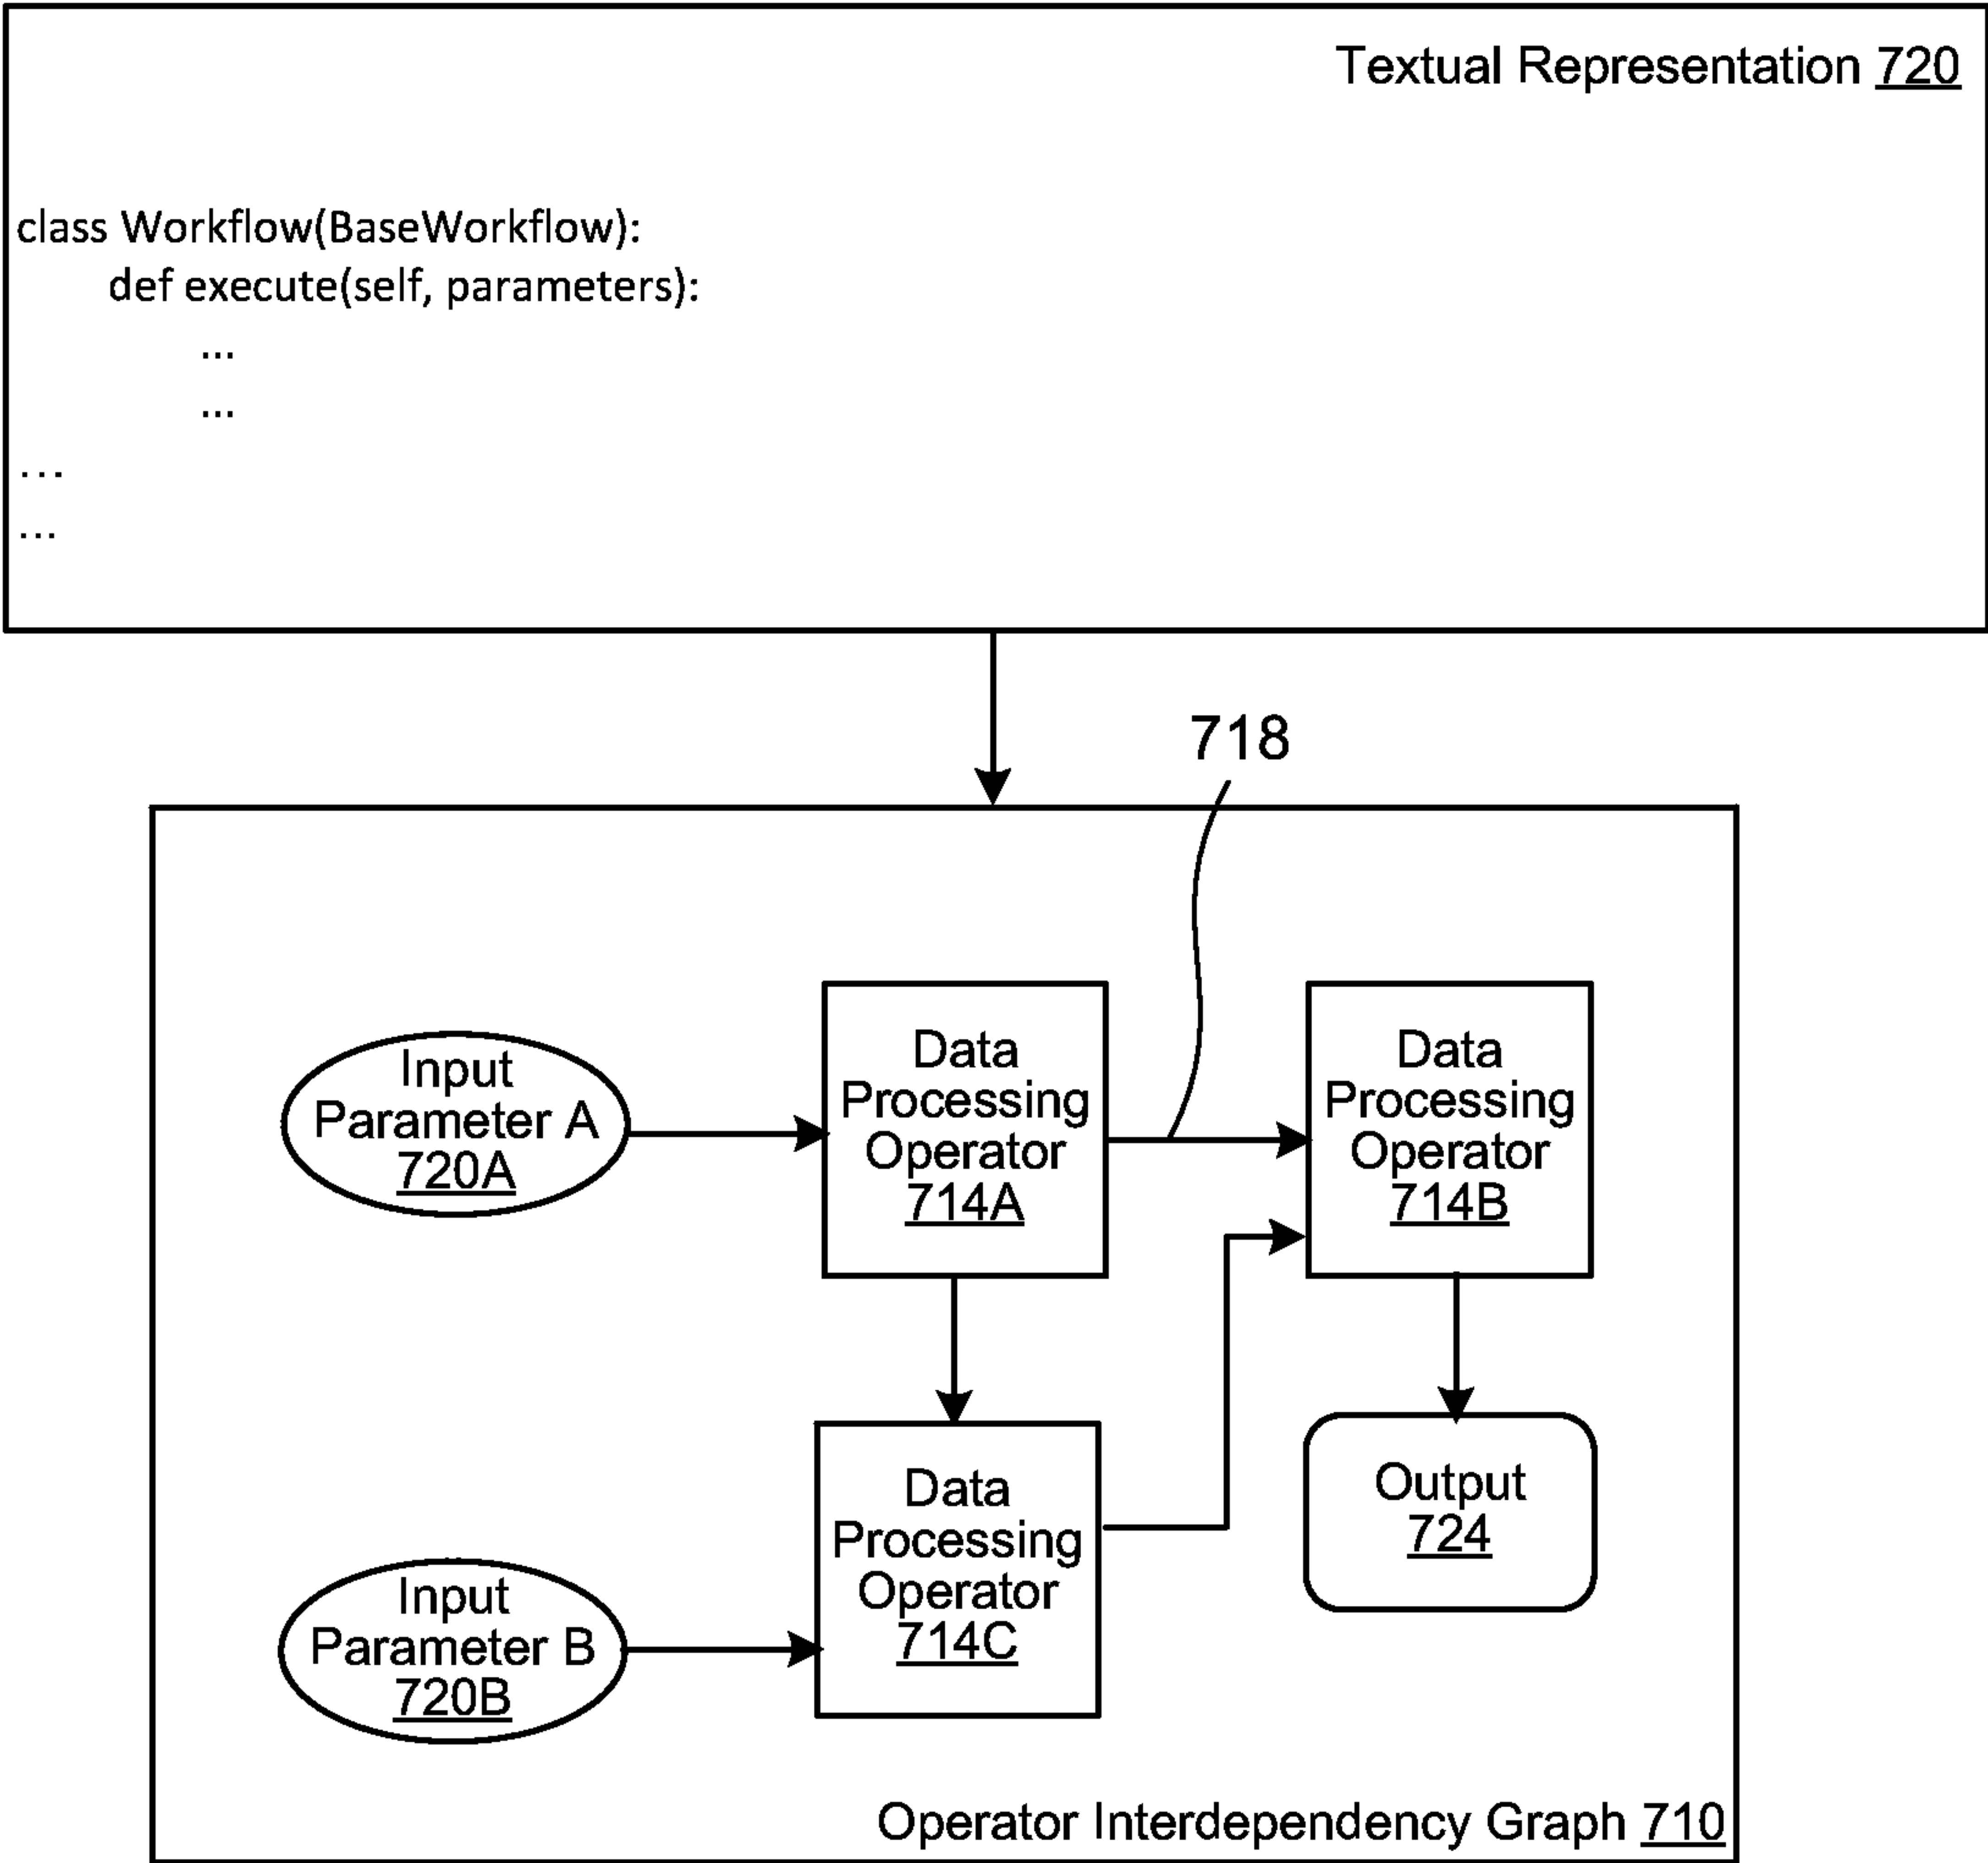 Textual Representation 720
class Workflow(BaseWorkflow):
def execute(self, parameters):
...
...
...
...
718
Input
Parameter A
720A
Data
Processing
Operator
714A
Data
Processing
Operator
714B
Input
Parameter B
720B
Data
Processing
Operator
714C
Output
724
Operator Interdependency Graph 710